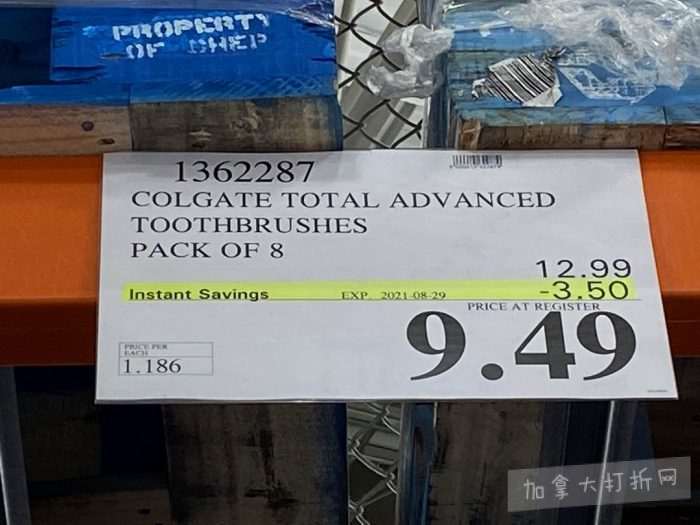 PROPERTY
OF CHEP
1362287
COLGATE TOTAL ADVANCED
TOOTHBRUSHES
PACK OF 8
12.99
Instant Savings EXP. 2021-08-29 -3.50
PRICE AT REGISTER
9.49
PRICE PER
EACH
1.186
加拿大打折网